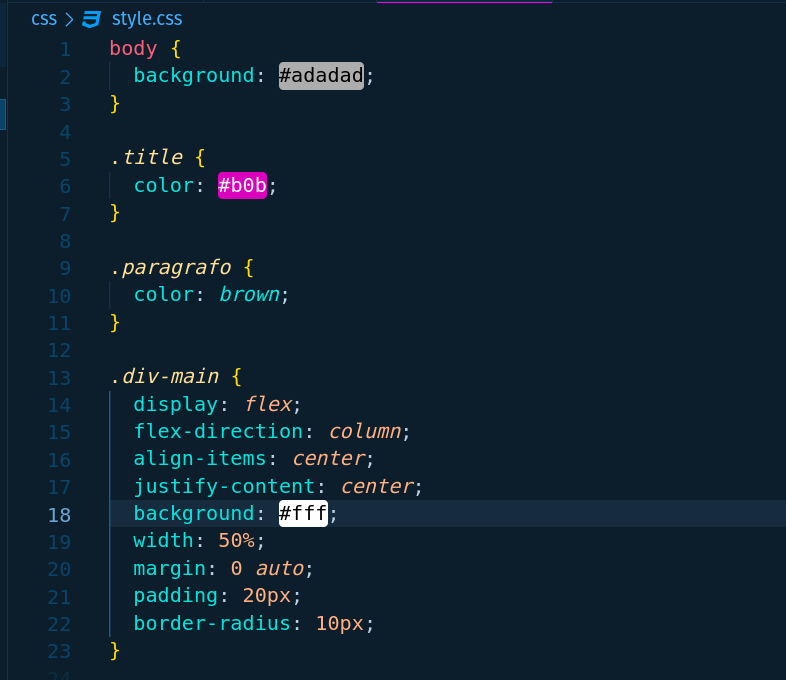 css > style.css
1 body {
2   background: #adadad;
3 }
4
5 .title {
6   color: #b0b;
7 }
8
9 .paragrafo {
10   color: brown;
11 }
12
13 .div-main {
14   display: flex;
15   flex-direction: column;
16   align-items: center;
17   justify-content: center;
18   background: #fff;
19   width: 50%;
20   margin: 0 auto;
21   padding: 20px;
22   border-radius: 10px;
23 }
24